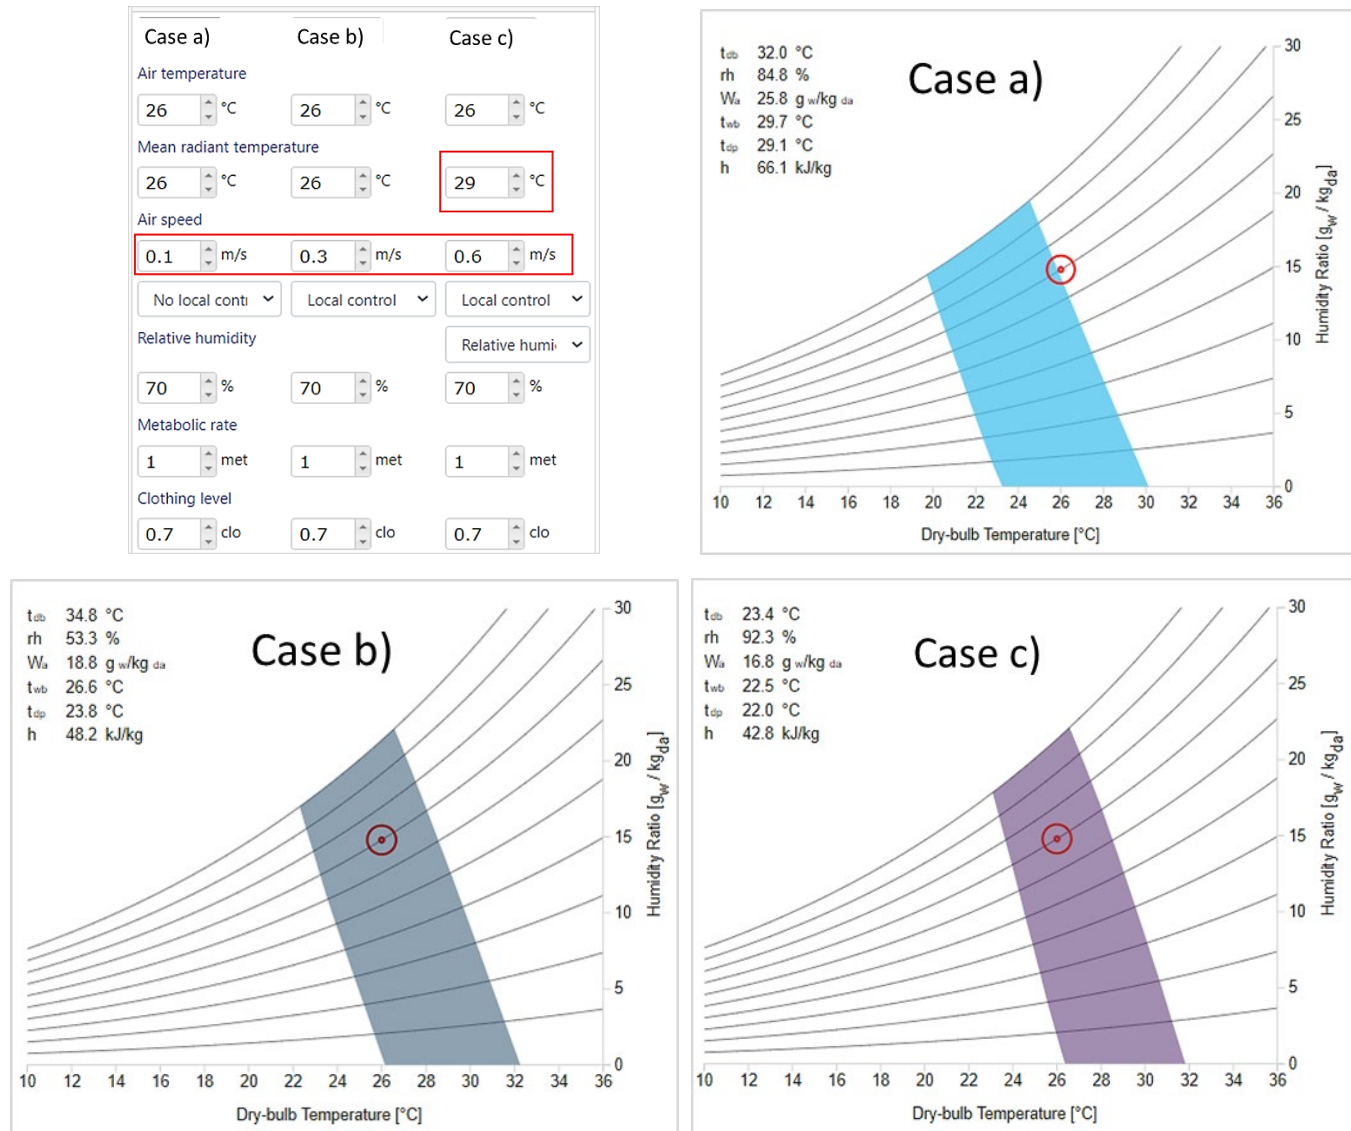 Case a) Case b) Case c)
Air temperature
26 °C 26 °C 26 °C
Mean radiant temperature
26 °C 26 °C 29 °C
Air speed
0.1 m/s 0.3 m/s 0.6 m/s
No local conti Local control Local control
Relative humidity Relative humi
70 % 70 % 70 %
Metabolic rate
1 met 1 met 1 met
Clothing level
0.7 clo 0.7 clo 0.7 clo
Case a)
tdb 32.0 °C
rh 84.8 %
Wa 25.8 g w/kg da
twb 29.7 °C
tdp 29.1 °C
h 66.1 kJ/kg
30
25
20
15
10
5
0
Humidity Ratio [gw / kgda]
10 12 14 16 18 20 22 24 26 28 30 32 34 36
Dry-bulb Temperature [°C]
Case b)
tdb 34.8 °C
rh 53.3 %
Wa 18.8 g w/kg da
twb 26.6 °C
tdp 23.8 °C
h 48.2 kJ/kg
30
25
20
15
10
5
0
Humidity Ratio [gw / kgda]
10 12 14 16 18 20 22 24 26 28 30 32 34 36
Dry-bulb Temperature [°C]
Case c)
tdb 23.4 °C
rh 92.3 %
Wa 16.8 g w/kg da
twb 22.5 °C
tdp 22.0 °C
h 42.8 kJ/kg
30
25
20
15
10
5
0
Humidity Ratio [gw / kgda]
10 12 14 16 18 20 22 24 26 28 30 32 34 36
Dry-bulb Temperature [°C]